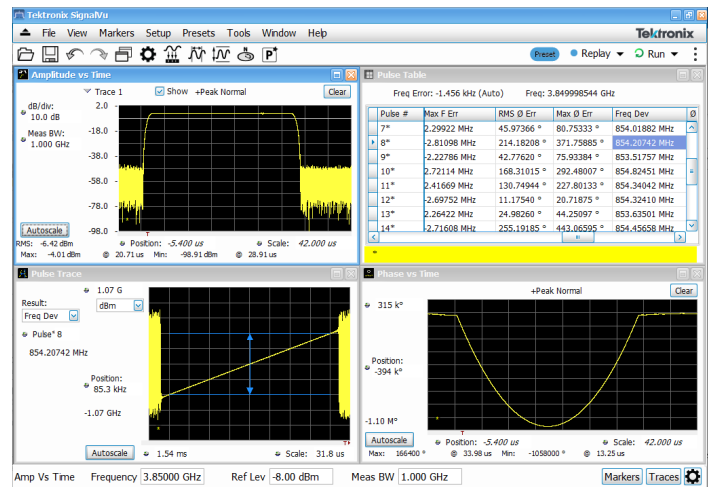 Tektronix SignalVu
File View Markers Setup Presets Tools Window Help
Tektronix
Preset Replay Run
Amplitude vs Time
Trace 1 Show +Peak Normal Clear
dB/div:
10.0 dB
Meas BW:
1.000 GHz
2.0
-18.0
-38.0
-58.0
-78.0
-98.0
Autoscale
T
Position: -5.400 us Scale: 42.000 us
RMS: -6.42 dBm
Max: -4.01 dBm @ 20.71 us Min: -98.91 dBm @ 28.91 us
Pulse Table
Freq Error: -1.456 kHz (Auto) Freq: 3.849998544 GHz
Pulse # Max F Err RMS Ø Err Max Ø Err Freq Dev Ø
7* 2.29922 MHz 45.97366 ° 80.75333 ° 854.01882 MHz
8* -2.81098 MHz 214.18208 ° 371.75885 ° 854.20742 MHz
9* -2.22786 MHz 42.77620 ° 75.93384 ° 853.51757 MHz
10* 2.72114 MHz 168.31015 ° 292.48007 ° 854.82451 MHz
11* 2.41669 MHz 130.74944 ° 227.80133 ° 854.34042 MHz
12* -2.69752 MHz 11.17540 ° 20.71875 ° 854.32410 MHz
13* 2.26422 MHz 24.98260 ° 44.25097 ° 853.63501 MHz
14* -2.71608 MHz 255.19185 ° 443.06595 ° 854.45658 MHz
*
Pulse Trace
1.07 G
Result:
Freq Dev
dBm
Pulse* 8
854.20742 MHz
Position:
85.3 kHz
-1.07 GHz
*
Autoscale 1.54 ms Scale: 31.8 us
T
Phase vs Time
+Peak Normal Clear
315 k°
Position:
-394 k°
-1.10 M°
*
T
Autoscale Position: -5.400 us Scale: 42.000 us
Max: 166400 ° @ 33.98 us Min: -1058000 ° @ 13.25 us
Amp Vs Time Frequency 3.85000 GHz Ref Lev -8.00 dBm Meas BW 1.000 GHz Markers Traces